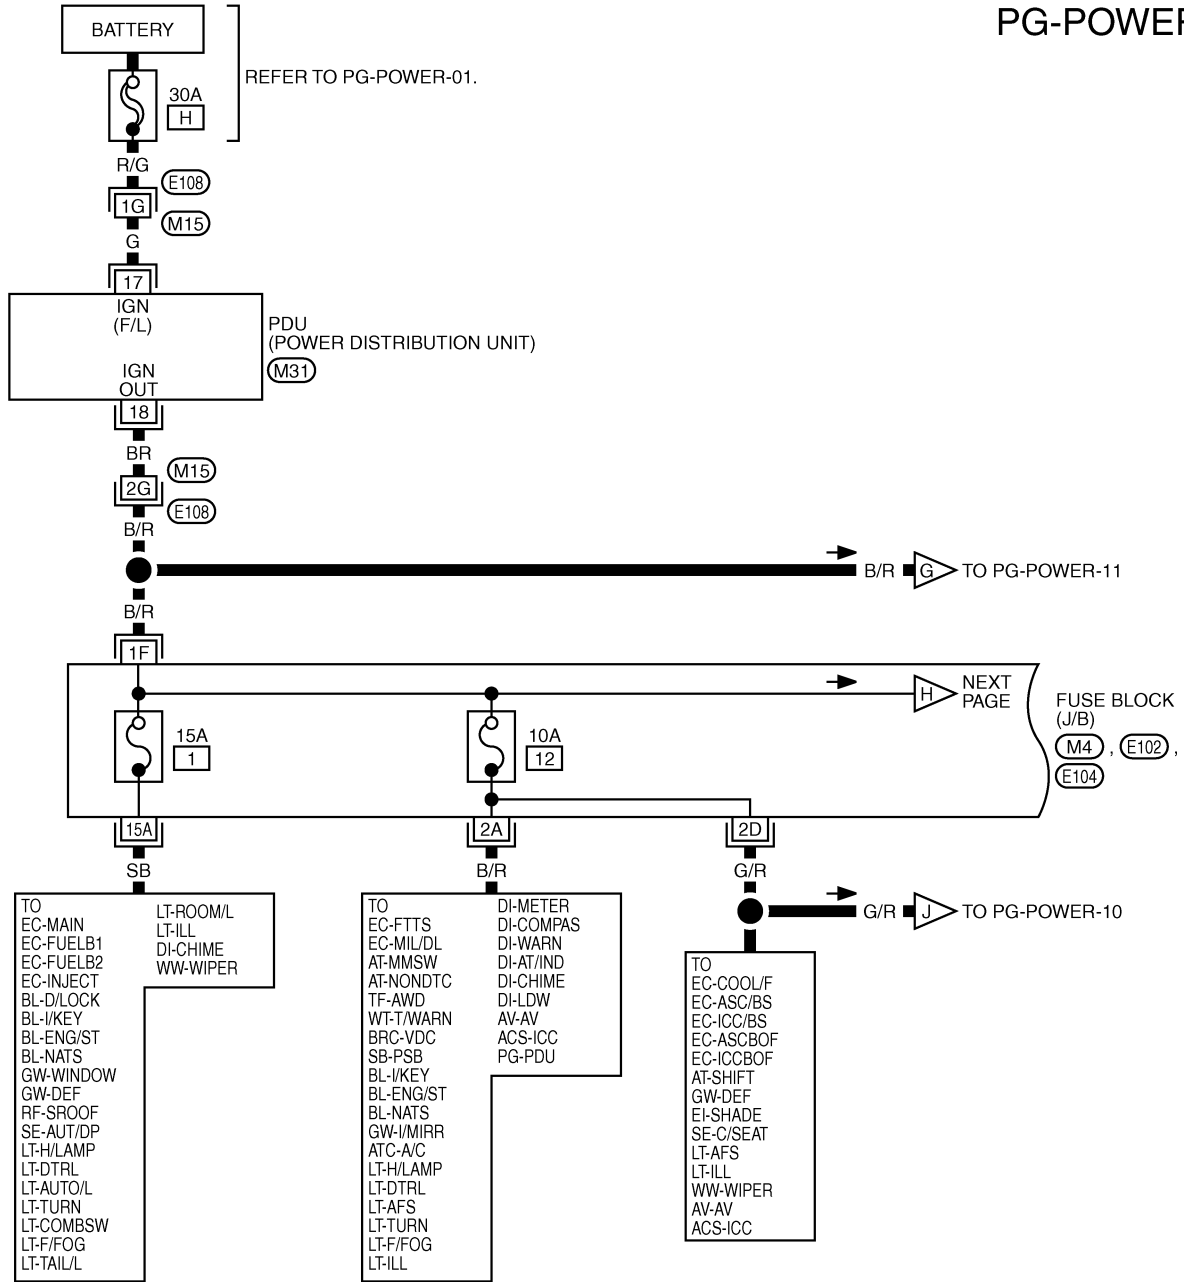 PG-POWER
BATTERY
REFER TO PG-POWER-01.
30A
H
R/G
E108
1G
M15
G
17
IGN
(F/L)
PDU
(POWER DISTRIBUTION UNIT)
M31
IGN
OUT
18
BR
M15
2G
E108
B/R
B/R
G
TO PG-POWER-11
B/R
1F
H
NEXT
PAGE
FUSE BLOCK
(J/B)
M4 , E102 ,
E104
15A
1
10A
12
15A
2A
2D
SB
B/R
G/R
G/R
J
TO PG-POWER-10
TO
EC-MAIN
EC-FUELB1
EC-FUELB2
EC-INJECT
BL-D/LOCK
BL-I/KEY
BL-ENG/ST
BL-NATS
GW-WINDOW
GW-DEF
RF-SROOF
SE-AUT/DP
LT-H/LAMP
LT-DTRL
LT-AUTO/L
LT-TURN
LT-COMBSW
LT-F/FOG
LT-TAIL/L
LT-ROOM/L
LT-ILL
DI-CHIME
WW-WIPER
TO
EC-FTTS
EC-MIL/DL
AT-MMSW
AT-NONDTC
TF-AWD
WT-T/WARN
BRC-VDC
SB-PSB
BL-I/KEY
BL-ENG/ST
BL-NATS
GW-I/MIRR
ATC-A/C
LT-H/LAMP
LT-DTRL
LT-AFS
LT-TURN
LT-F/FOG
LT-ILL
DI-METER
DI-COMPAS
DI-WARN
DI-AT/IND
DI-CHIME
DI-LDW
AV-AV
ACS-ICC
PG-PDU
TO
EC-COOL/F
EC-ASC/BS
EC-ICC/BS
EC-ASCBOF
EC-ICCBOF
AT-SHIFT
GW-DEF
EI-SHADE
SE-C/SEAT
LT-AFS
LT-ILL
WW-WIPER
AV-AV
ACS-ICC